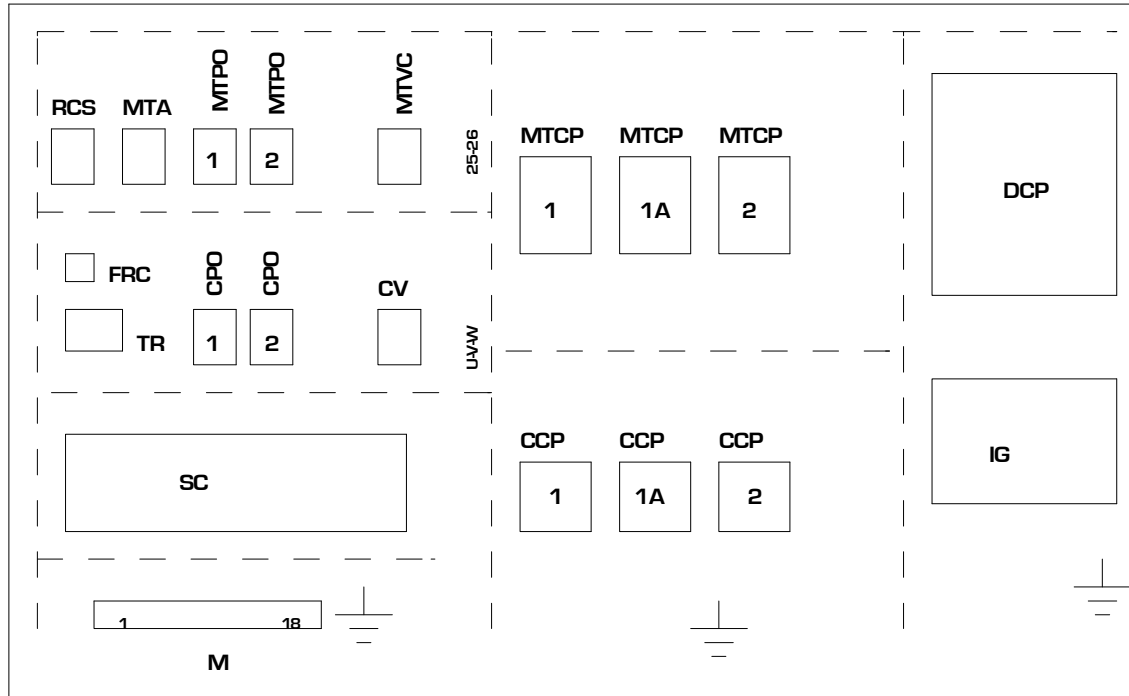 RCS MTA MTPO MTPO MTVC
1 2
25-26
MTCP MTCP MTCP
1 1A 2
DCP
FRC CPO CPO CV
TR 1 2
U-V-W
CCP CCP CCP
1 1A 2
IG
SC
1 18
M